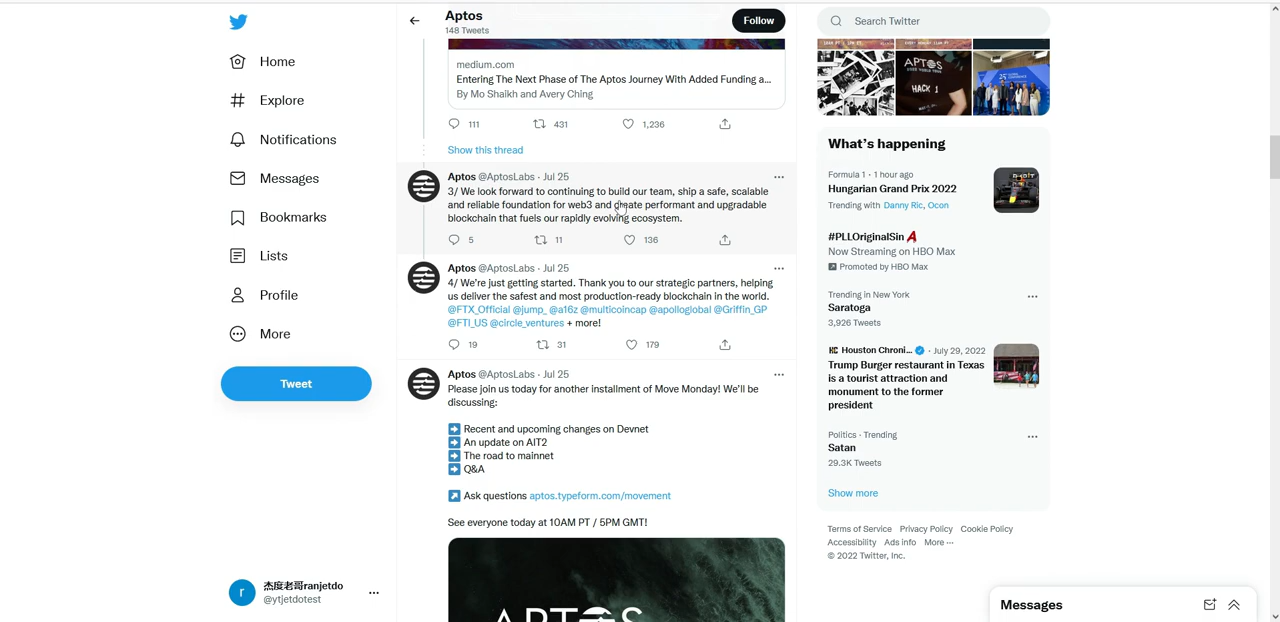 Home
Explore
Notifications
Messages
Bookmarks
Lists
Profile
More
Tweet
杰度老哥ranjetdo
@ytjetdotest
Aptos
148 Tweets
Follow
medium.com
Entering The Next Phase of The Aptos Journey With Added Funding a...
By Mo Shaikh and Avery Ching
111 431 1,236
Show this thread
Aptos @AptosLabs · Jul 25
3/ We look forward to continuing to build our team, ship a safe, scalable
and reliable foundation for web3 and create performant and upgradable
blockchain that fuels our rapidly evolving ecosystem.
5 11 136
Aptos @AptosLabs · Jul 25
4/ We're just getting started. Thank you to our strategic partners, helping
us deliver the safest and most production-ready blockchain in the world.
@FTX_Official @jump_ @a16z @multicoincap @apolloglobal @Griffin_GP
@FTI_US @circle_ventures + more!
19 31 179
Aptos @AptosLabs · Jul 25
Please join us today for another installment of Move Monday! We'll be
discussing:
Recent and upcoming changes on Devnet
An update on AIT2
The road to mainnet
Q&A
Ask questions aptos.typeform.com/movement
See everyone today at 10AM PT / 5PM GMT!
APTOS
Search Twitter
APTOS
HACK 1
What's happening
Formula 1 · 1 hour ago
Hungarian Grand Prix 2022
Trending with Danny Ric, Ocon
#PLLOriginalSin
Now Streaming on HBO Max
Promoted by HBO Max
Trending in New York
Saratoga
3,926 Tweets
Houston Chroni... · July 29, 2022
Trump Burger restaurant in Texas
is a tourist attraction and
monument to the former
president
Politics · Trending
Satan
29.3K Tweets
Show more
Terms of Service Privacy Policy Cookie Policy
Accessibility Ads info More ···
© 2022 Twitter, Inc.
Messages